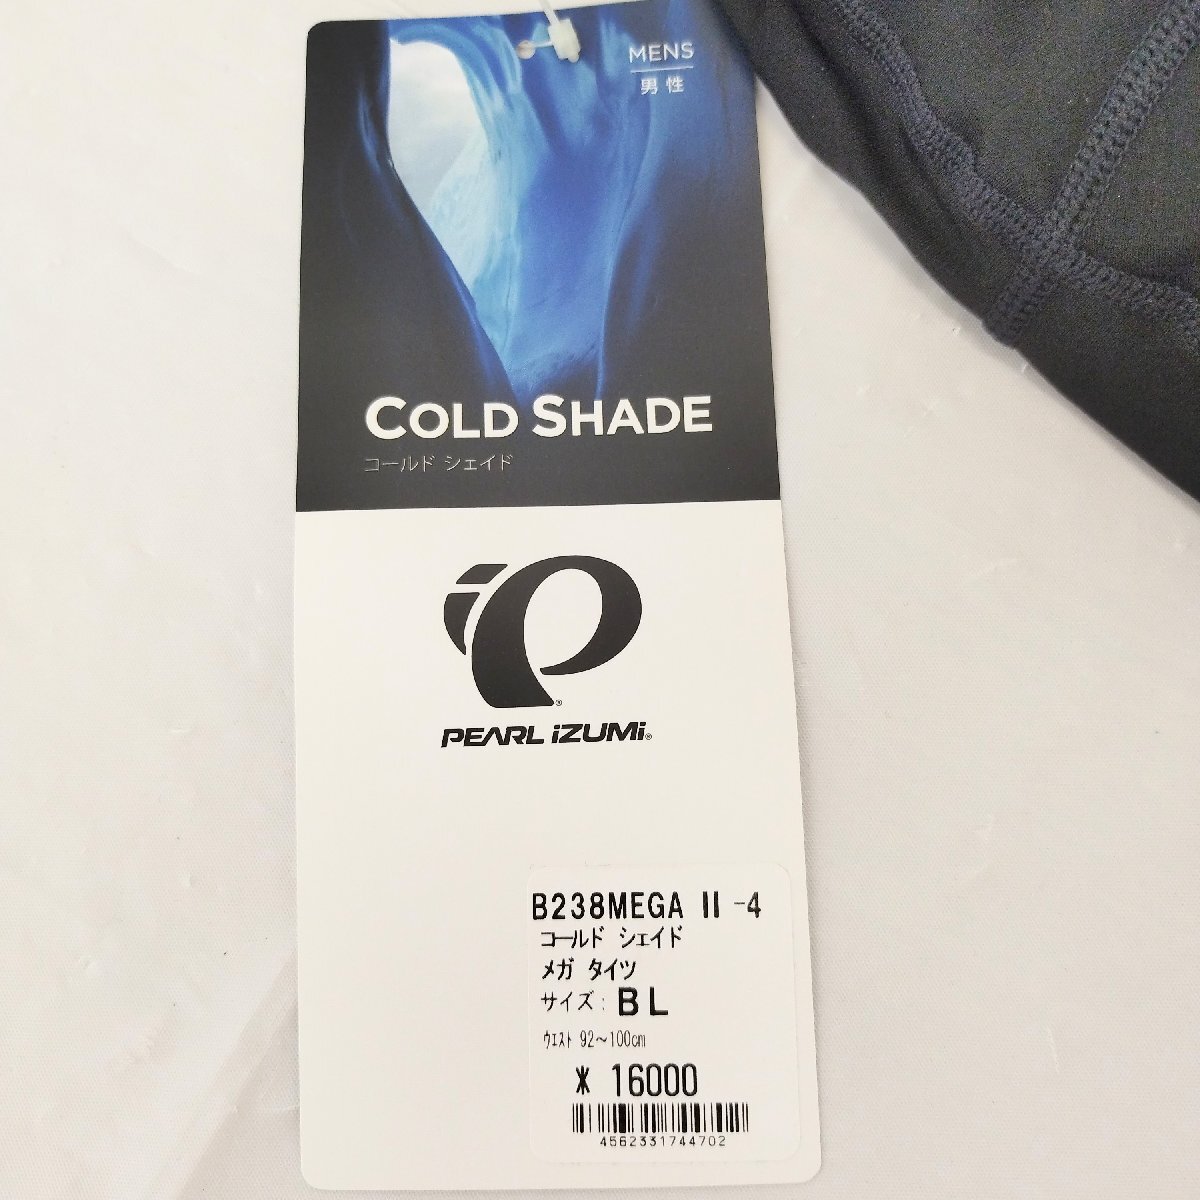 MENS
男性
COLD SHADE
コールド シェイド
PEARL iZUMi®
B238MEGA II -4
コールド シェイド
メガ タイツ
サイズ: BL
ウエスト 92～100cm
¥ 16000
4562331744702